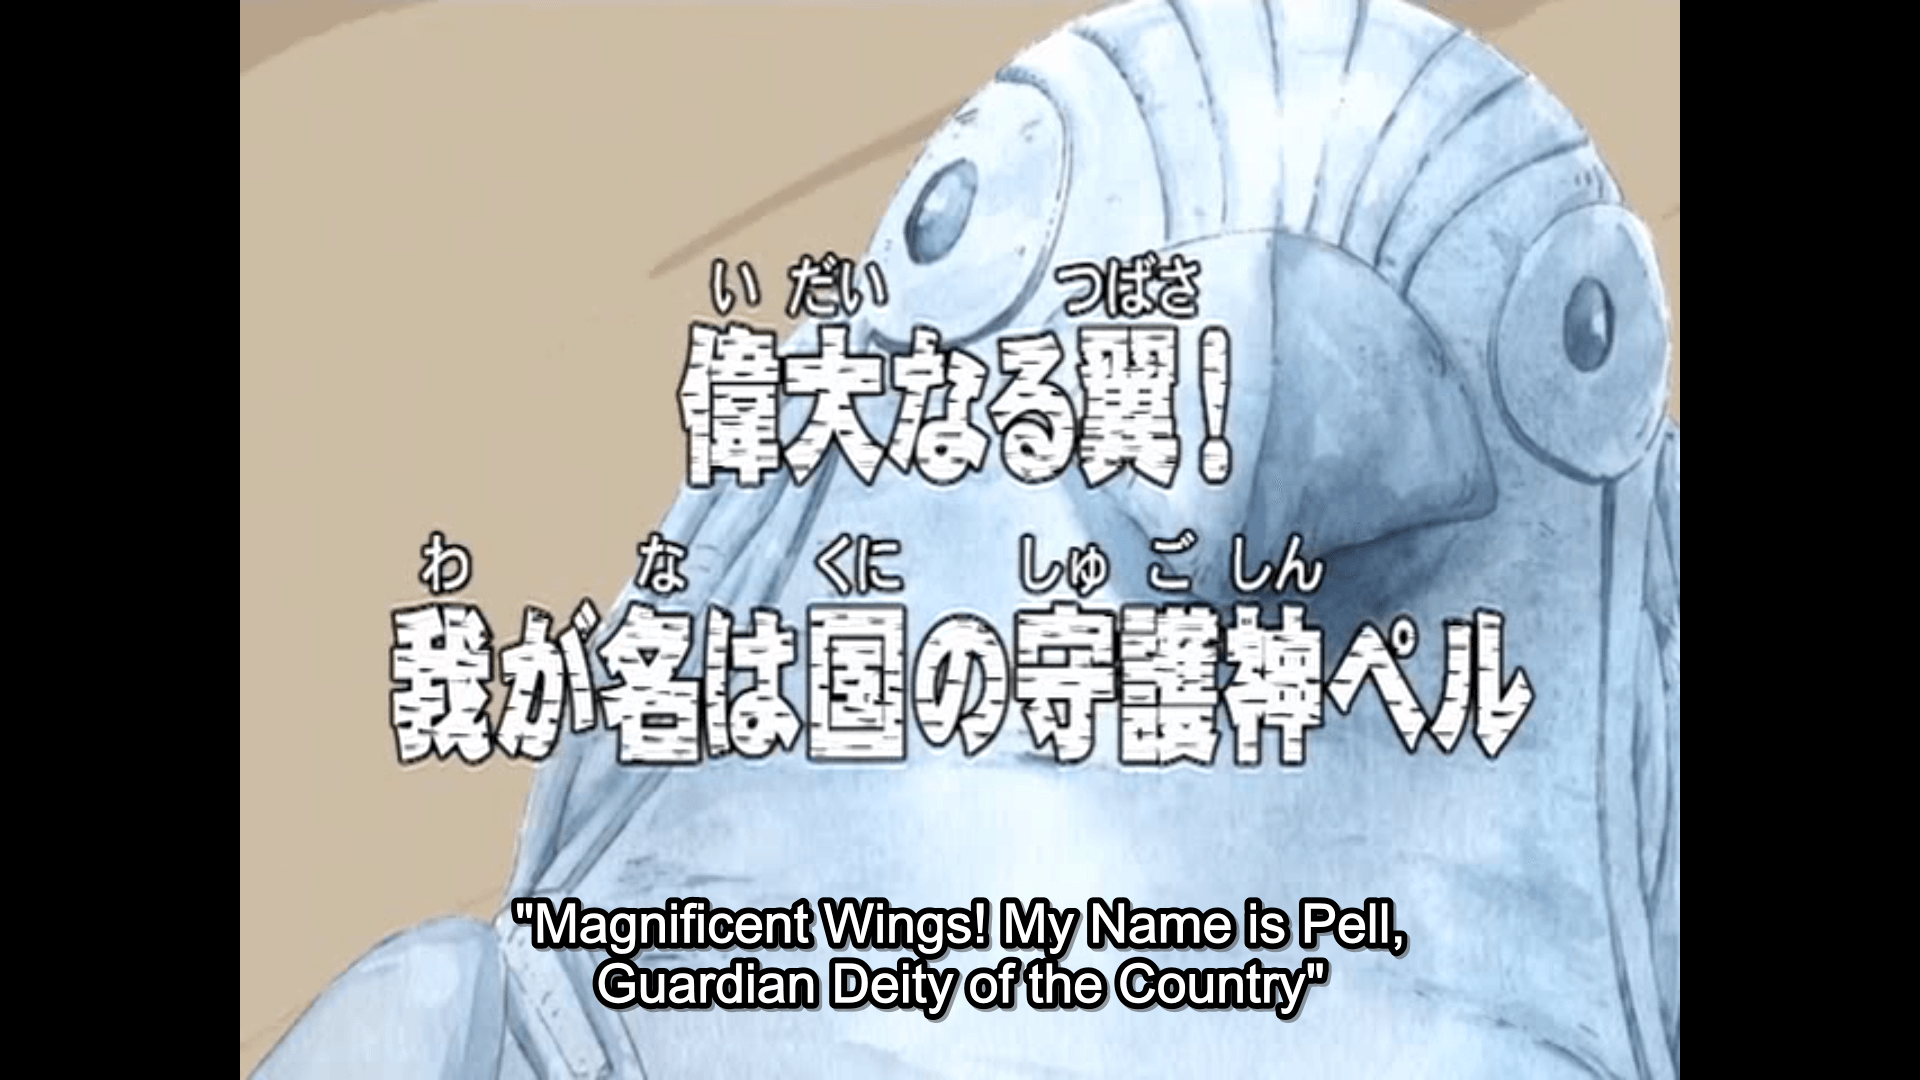 い だい つばさ
偉大なる翼!
わ な くに しゅ ご しん
我が名は国の守護神ペル
"Magnificent Wings! My Name is Pell,
Guardian Deity of the Country"